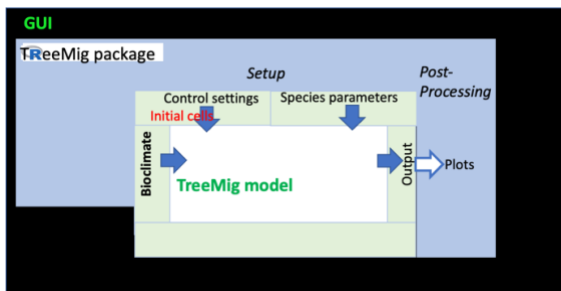 GUI
TreeMig package
Setup
Post-
Processing
Control settings
Species parameters
Initial cells
Bioclimate
TreeMig model
Output
Plots